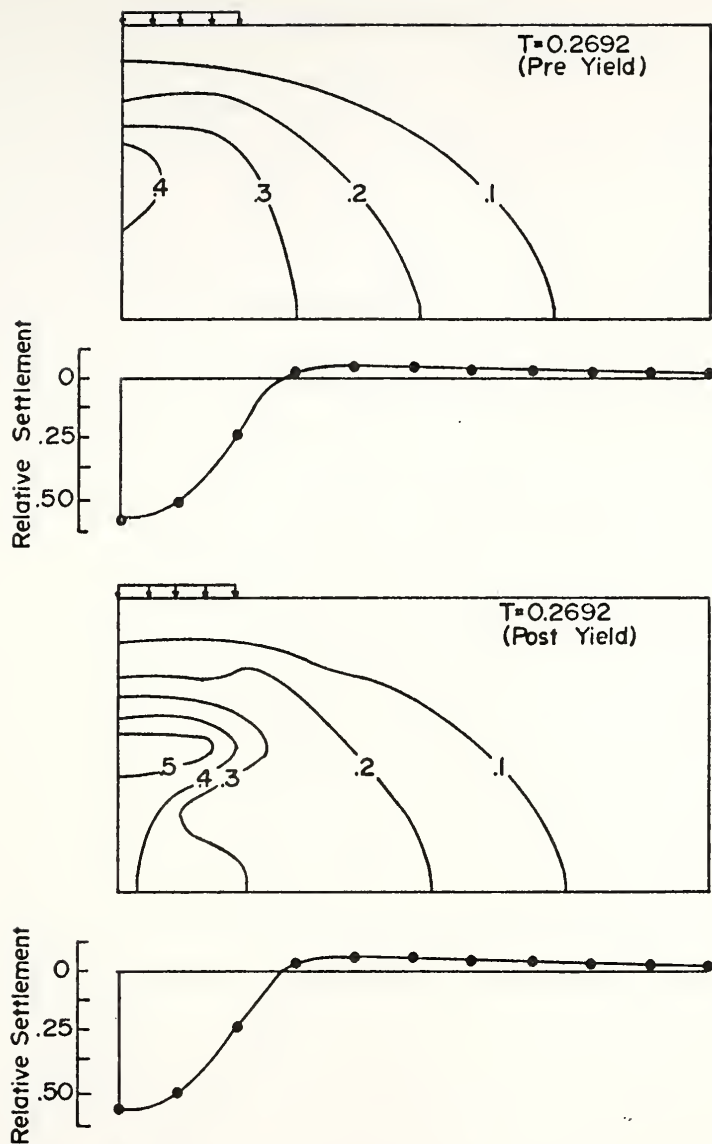 T=0.2692
(Pre Yield)
.4
.3
.2
.1
Relative Settlement
0
.25
.50
T=0.2692
(Post Yield)
.5
.4
.3
.2
.1
Relative Settlement
0
.25
.50